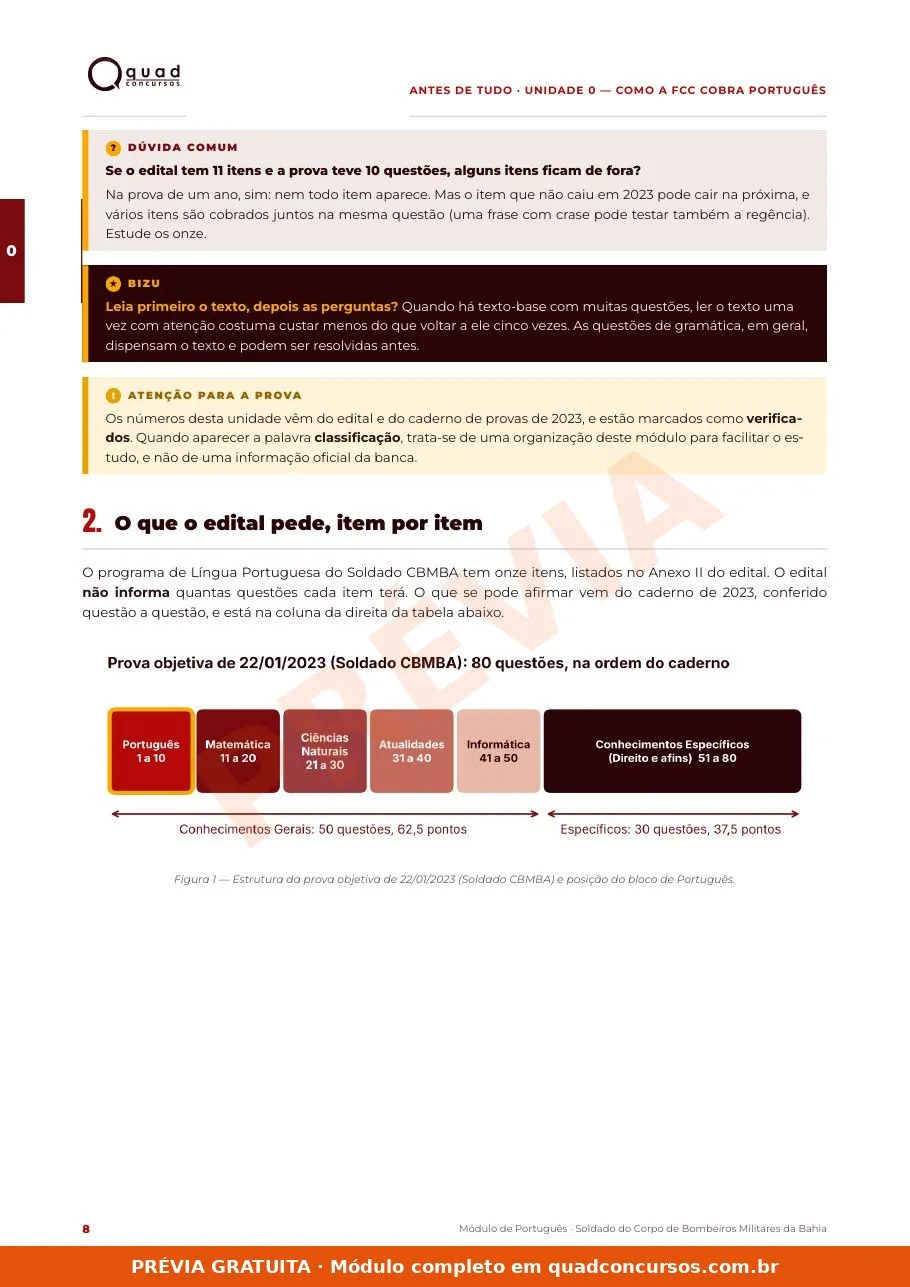 quad
concursos
ANTES DE TUDO · UNIDADE 0 — COMO A FCC COBRA PORTUGUÊS
0
? DÚVIDA COMUM
Se o edital tem 11 itens e a prova teve 10 questões, alguns itens ficam de fora?
Na prova de um ano, sim: nem todo item aparece. Mas o item que não caiu em 2023 pode cair na próxima, e
vários itens são cobrados juntos na mesma questão (uma frase com crase pode testar também a regência).
Estude os onze.
★ BIZU
Leia primeiro o texto, depois as perguntas? Quando há texto-base com muitas questões, ler o texto uma
vez com atenção costuma custar menos do que voltar a ele cinco vezes. As questões de gramática, em geral,
dispensam o texto e podem ser resolvidas antes.
! ATENÇÃO PARA A PROVA
Os números desta unidade vêm do edital e do caderno de provas de 2023, e estão marcados como verifica-
dos. Quando aparecer a palavra classificação, trata-se de uma organização deste módulo para facilitar o es-
tudo, e não de uma informação oficial da banca.
2. O que o edital pede, item por item
O programa de Língua Portuguesa do Soldado CBMBA tem onze itens, listados no Anexo II do edital. O edital
não informa quantas questões cada item terá. O que se pode afirmar vem do caderno de 2023, conferido
questão a questão, e está na coluna da direita da tabela abaixo.
PRÉVIA
Prova objetiva de 22/01/2023 (Soldado CBMBA): 80 questões, na ordem do caderno
Português
1 a 10
Matemática
11 a 20
Ciências
Naturais
21 a 30
Atualidades
31 a 40
Informática
41 a 50
Conhecimentos Específicos
(Direito e afins) 51 a 80
Conhecimentos Gerais: 50 questões, 62,5 pontos
Específicos: 30 questões, 37,5 pontos
Figura 1 — Estrutura da prova objetiva de 22/01/2023 (Soldado CBMBA) e posição do bloco de Português.
8
Módulo de Português · Soldado do Corpo de Bombeiros Militares da Bahia
PRÉVIA GRATUITA · Módulo completo em quadconcursos.com.br